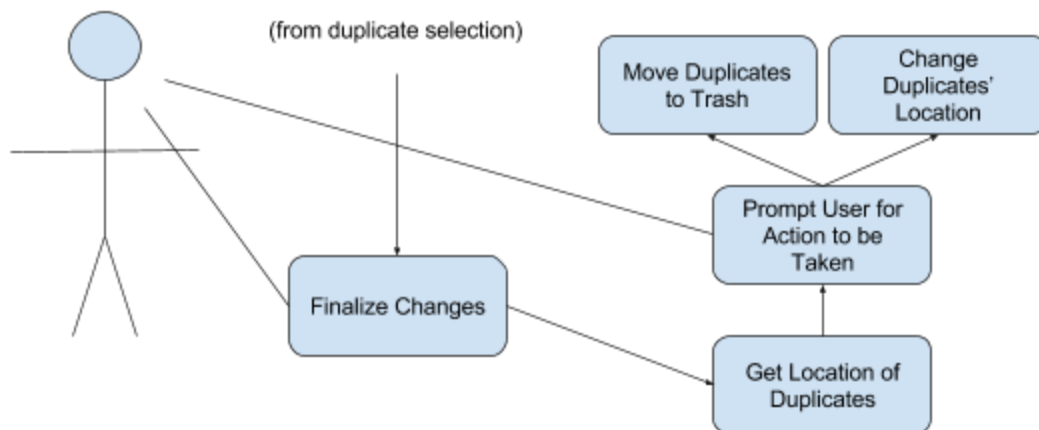 (from duplicate selection)
Move Duplicates
to Trash
Change
Duplicates'
Location
Prompt User for
Action to be
Taken
Finalize Changes
Get Location of
Duplicates